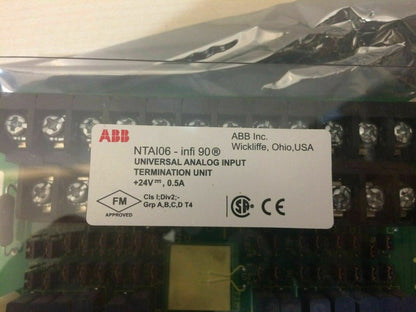 ABB
NTAI06 - infi 90®
UNIVERSAL ANALOG INPUT
TERMINATION UNIT
+24V⎓, 0.5A
ABB Inc.
Wickliffe, Ohio, USA
FM
APPROVED
Cls I;Div2;-
Grp A,B,C,D T4
SA
CE